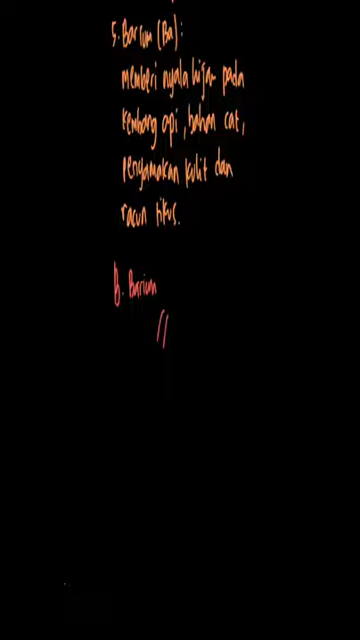 5. Barium (Ba) :
memberi nyala hijau pada
kembang api, bahan cat,
penyamakan kulit dan
racun tikus.
B. Barium
//